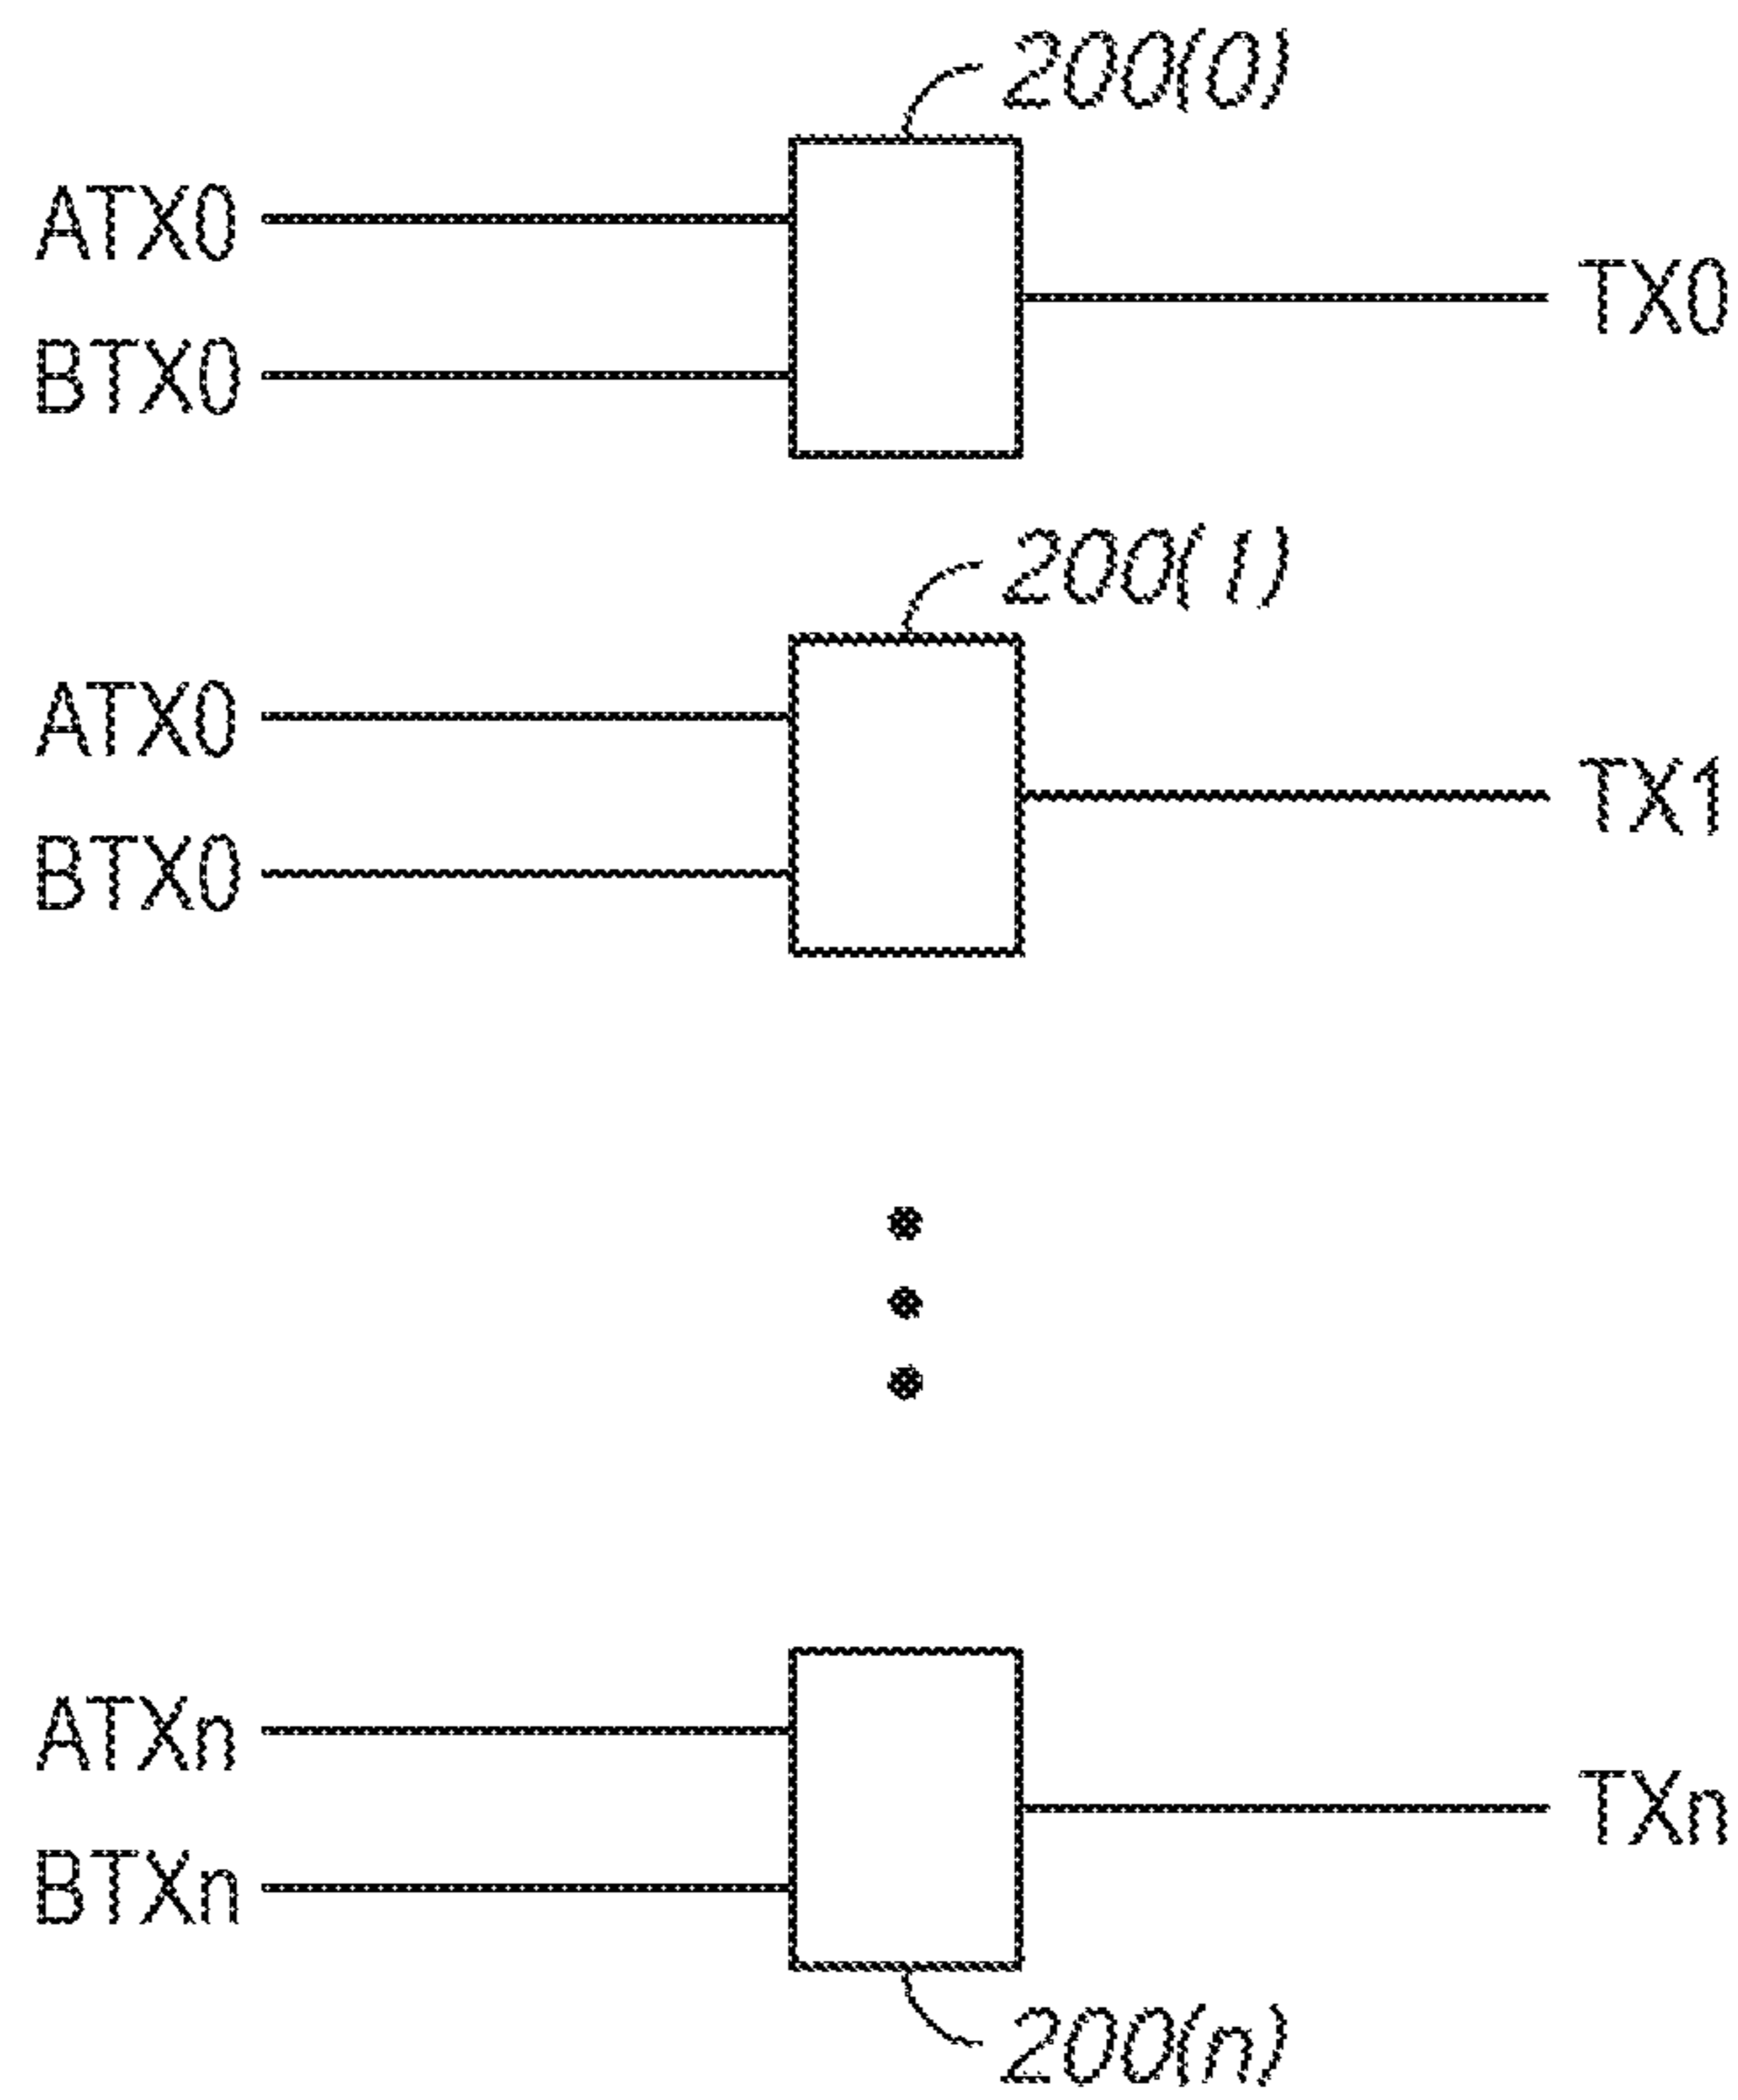 200(0)
ATX0
TX0
BTX0
200(1)
ATX0
TX1
BTX0
ATXn
TXn
BTXn
200(n)